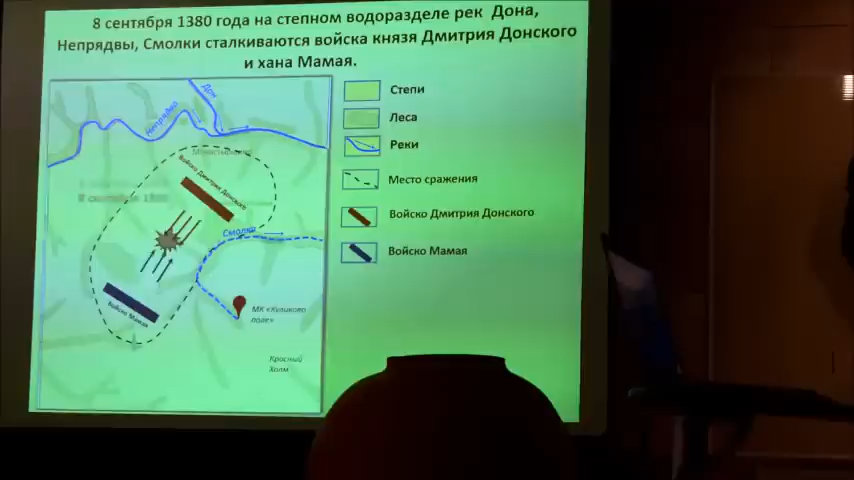 8 сентября 1380 года на степном водоразделе рек Дона,
Непрядвы, Смолки сталкиваются войска князя Дмитрия Донского
и хана Мамая.
Дон
Непрядва
Войско Дмитрия Донского
Смолка
Войско Мамая
МК «Куликово
поле»
Красный
Холм
Степи
Леса
Реки
Место сражения
Войско Дмитрия Донского
Войско Мамая